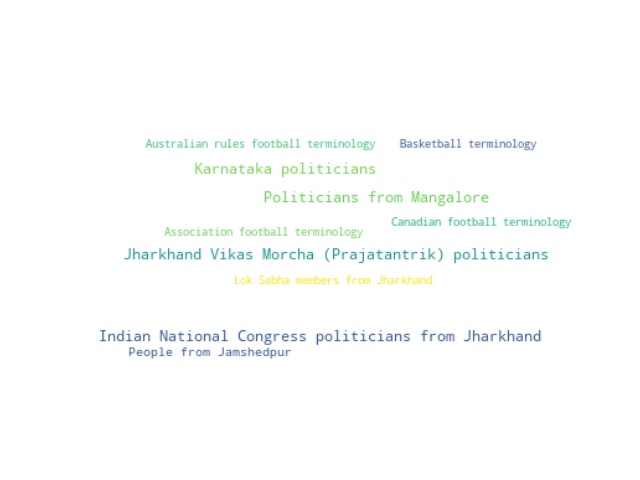 Australian rules football terminology
Basketball terminology
Karnataka politicians
Politicians from Mangalore
Canadian football terminology
Association football terminology
Jharkhand Vikas Morcha (Prajatantrik) politicians
Lok Sabha members from Jharkhand
Indian National Congress politicians from Jharkhand
People from Jamshedpur